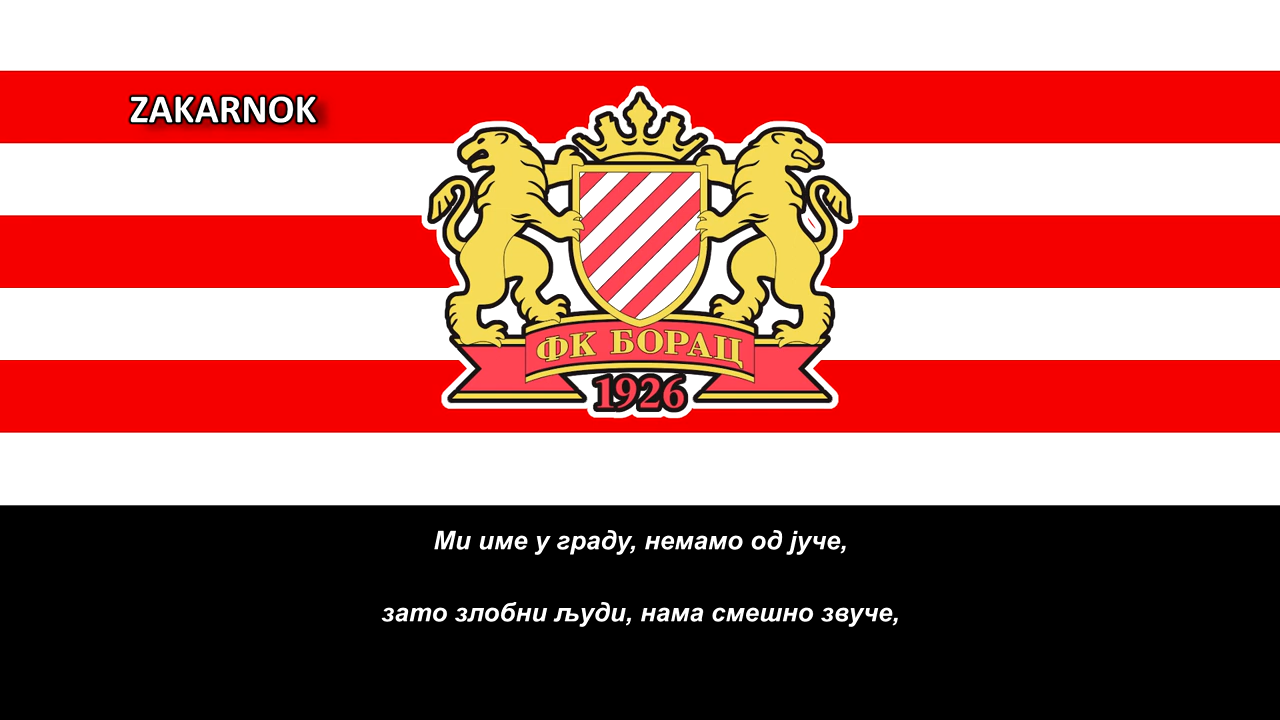 ZAKARNOK
ФК БОРАЦ
1926
Ми име у граду, немамо од јуче,
зато злобни људи, нама смешно звуче,